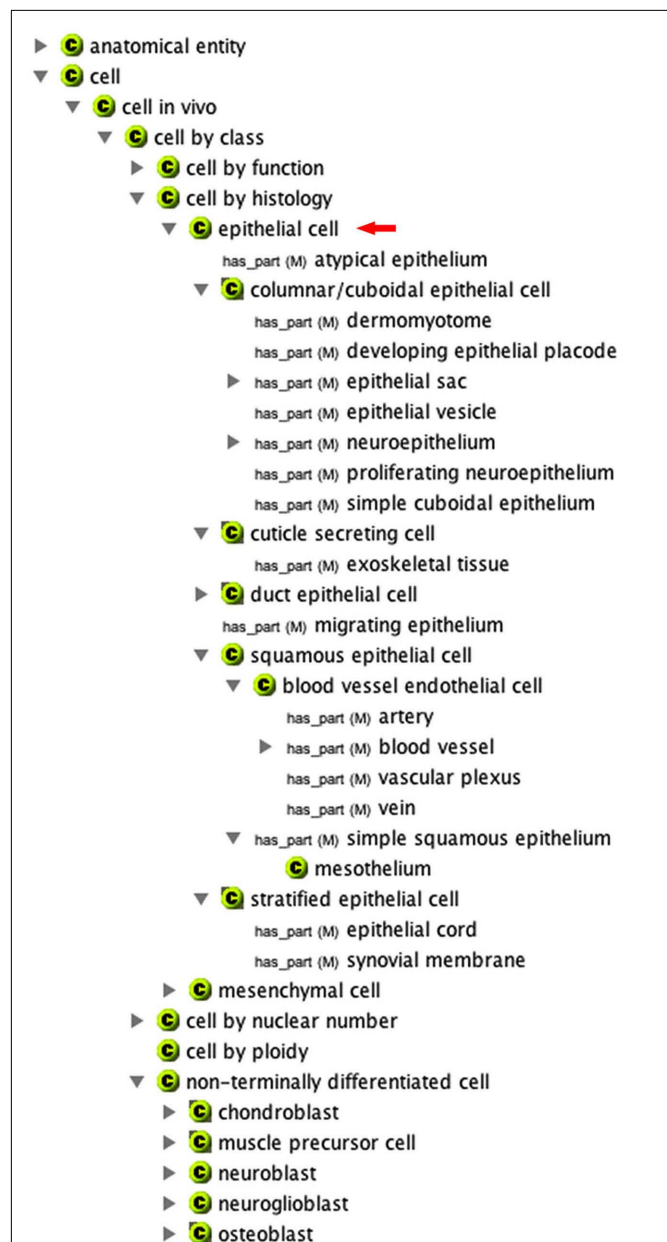 anatomical entity
cell
cell in vivo
cell by class
cell by function
cell by histology
epithelial cell
has_part (M) atypical epithelium
columnar/cuboidal epithelial cell
has_part (M) dermomyotome
has_part (M) developing epithelial placode
has_part (M) epithelial sac
has_part (M) epithelial vesicle
has_part (M) neuroepithelium
has_part (M) proliferating neuroepithelium
has_part (M) simple cuboidal epithelium
cuticle secreting cell
has_part (M) exoskeletal tissue
duct epithelial cell
has_part (M) migrating epithelium
squamous epithelial cell
blood vessel endothelial cell
has_part (M) artery
has_part (M) blood vessel
has_part (M) vascular plexus
has_part (M) vein
has_part (M) simple squamous epithelium
mesothelium
stratified epithelial cell
has_part (M) epithelial cord
has_part (M) synovial membrane
mesenchymal cell
cell by nuclear number
cell by ploidy
non-terminally differentiated cell
chondroblast
muscle precursor cell
neuroblast
neuroglioblast
osteoblast